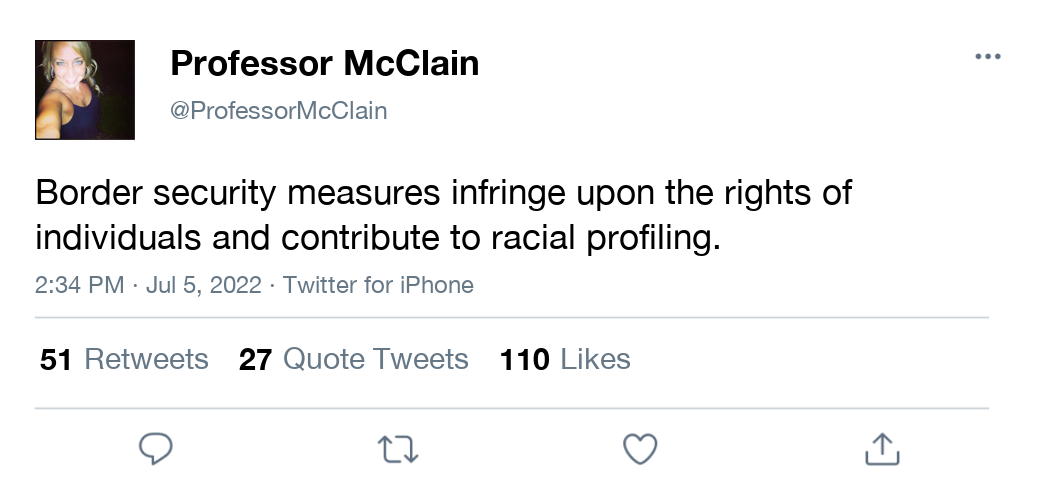 Professor McClain
@ProfessorMcClain
Border security measures infringe upon the rights of
individuals and contribute to racial profiling.
2:34 PM · Jul 5, 2022 · Twitter for iPhone
51 Retweets 27 Quote Tweets 110 Likes